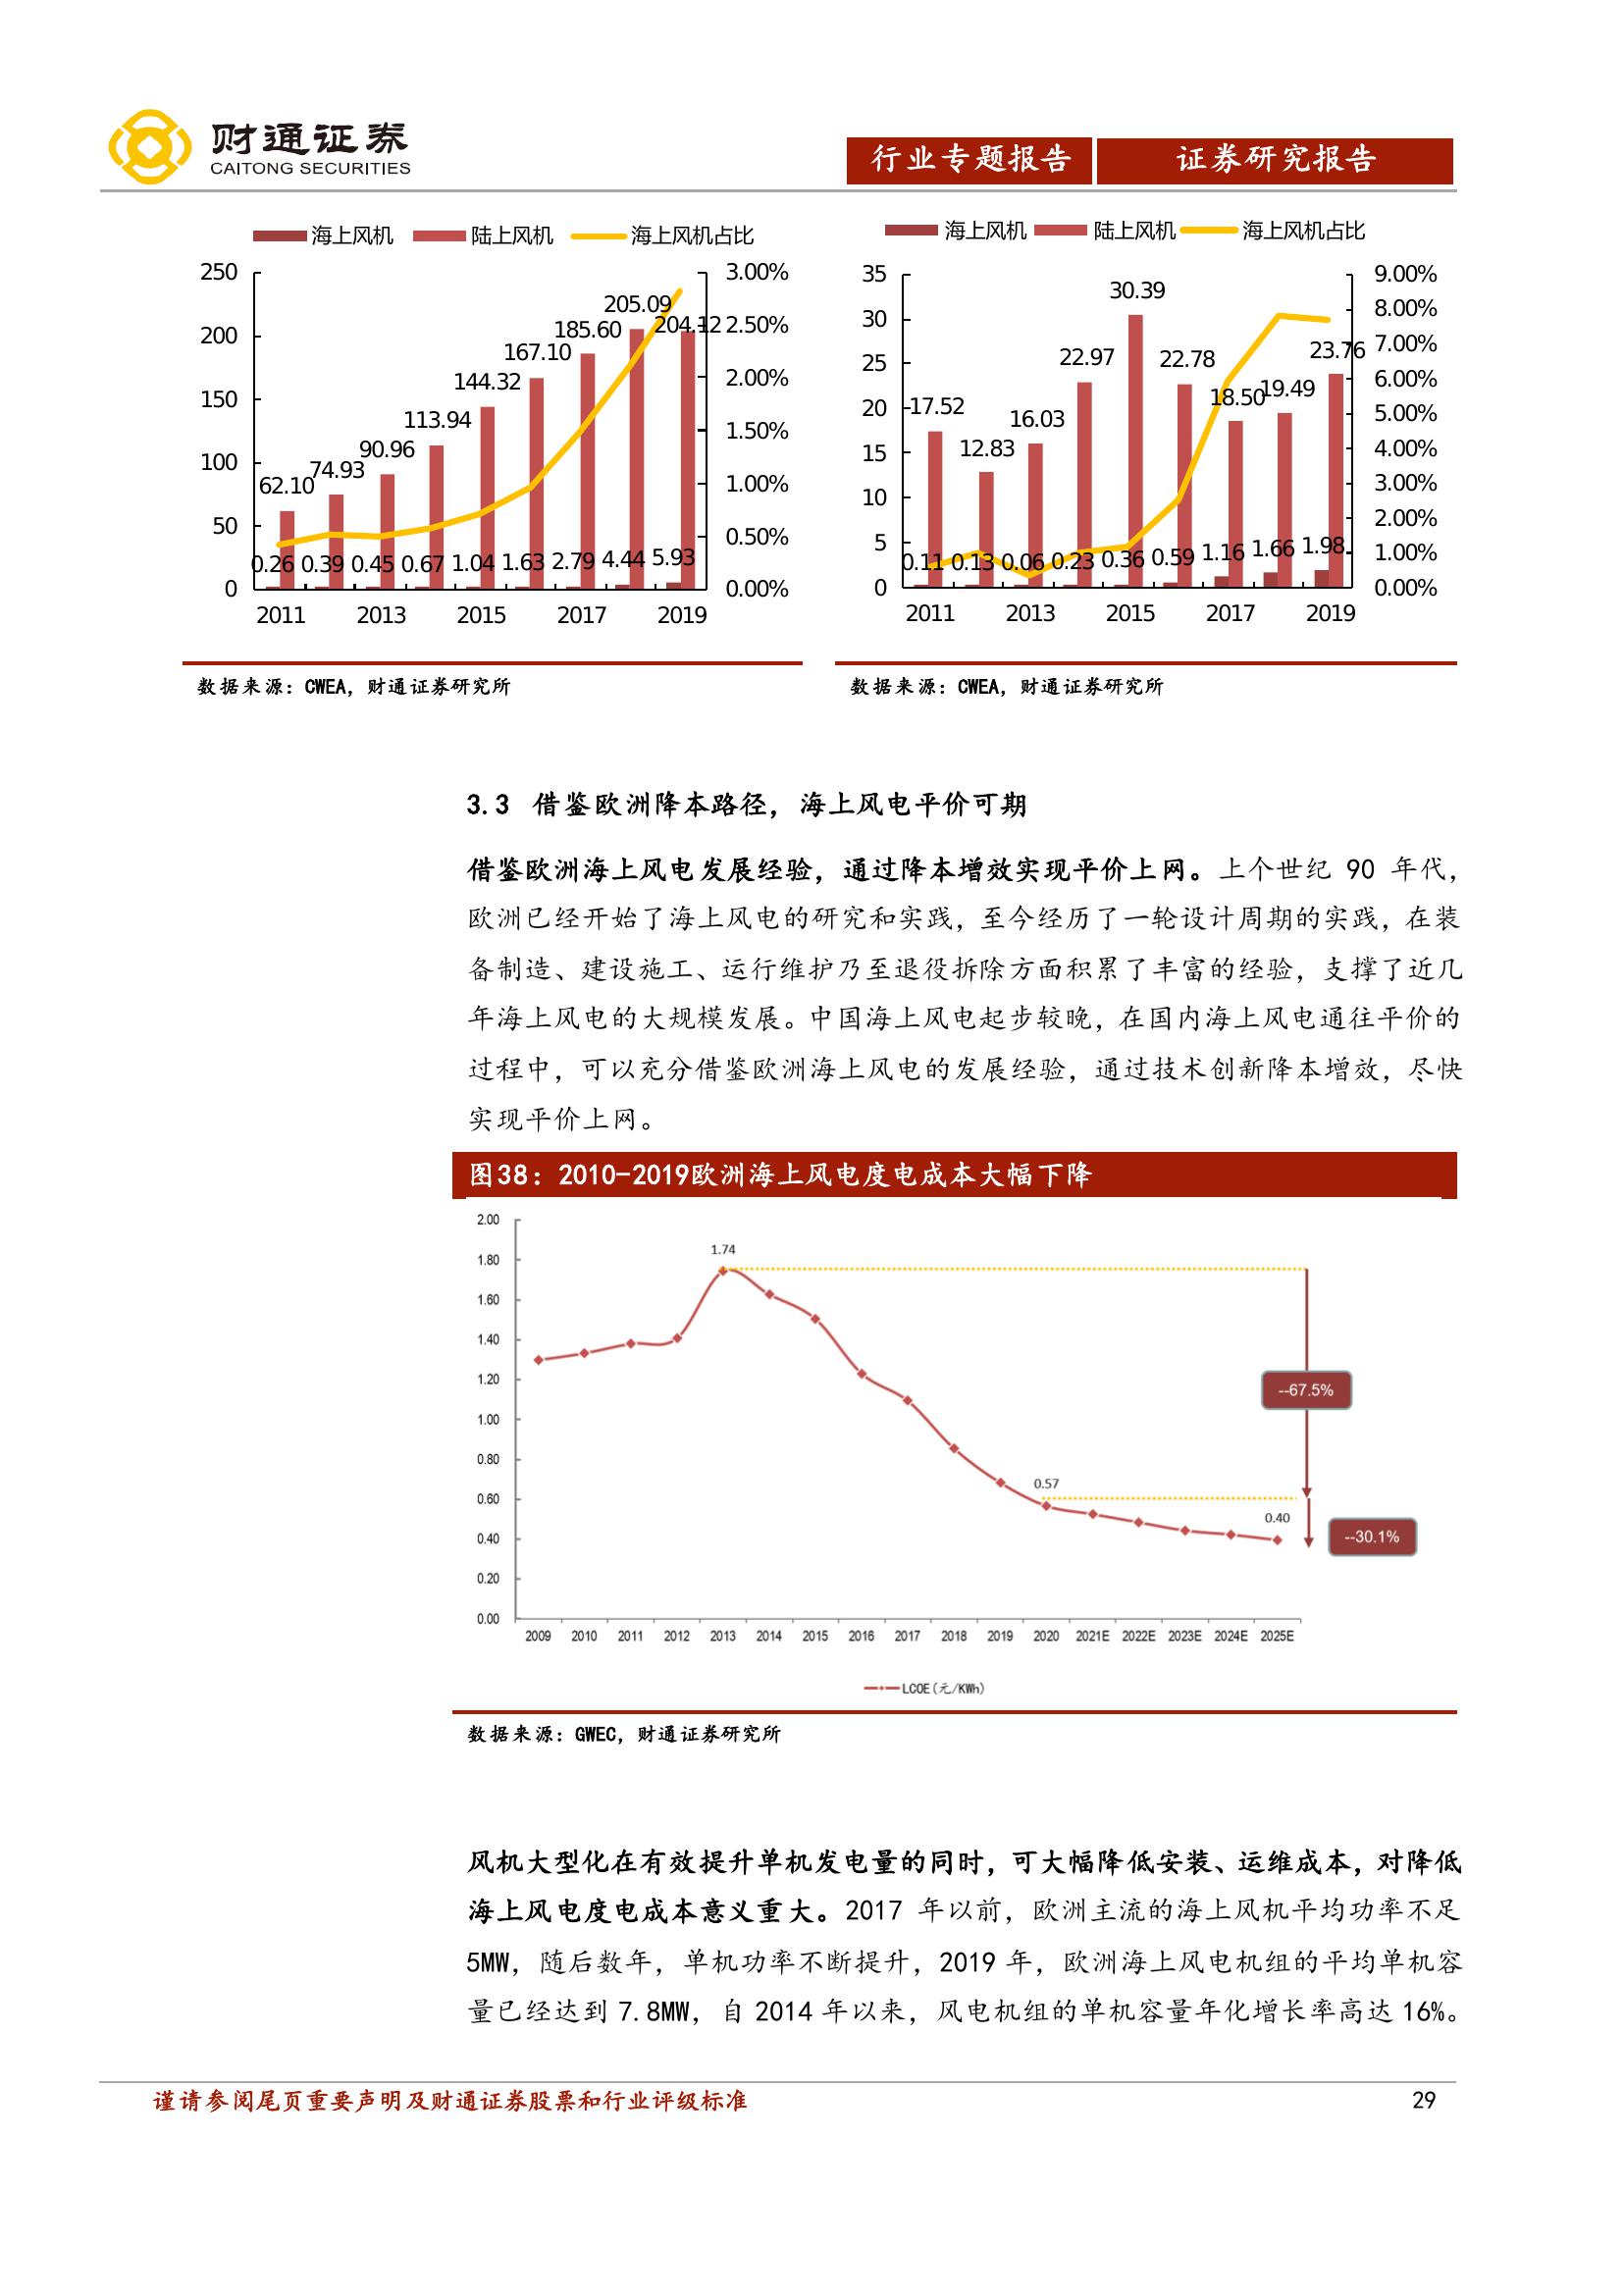 财通证券
CAITONG SECURITIES
行业专题报告 证券研究报告
海上风机 陆上风机 海上风机占比
250
200
150
100
50
0
3.00%
2.50%
2.00%
1.50%
1.00%
0.50%
0.00%
62.10 74.93 90.96 113.94 144.32 167.10 185.60 205.09 204.12
0.26 0.39 0.45 0.67 1.04 1.63 2.79 4.44 5.93
2011 2013 2015 2017 2019
数据来源：CWEA，财通证券研究所
海上风机 陆上风机 海上风机占比
35
30
25
20
15
10
5
0
9.00%
8.00%
7.00%
6.00%
5.00%
4.00%
3.00%
2.00%
1.00%
0.00%
17.52 12.83 16.03 22.97 30.39 22.78 18.50 19.49 23.76
0.11 0.13 0.06 0.23 0.36 0.59 1.16 1.66 1.98
2011 2013 2015 2017 2019
数据来源：CWEA，财通证券研究所
3.3 借鉴欧洲降本路径，海上风电平价可期
借鉴欧洲海上风电发展经验，通过降本增效实现平价上网。上个世纪 90 年代，
欧洲已经开始了海上风电的研究和实践，至今经历了一轮设计周期的实践，在装
备制造、建设施工、运行维护乃至退役拆除方面积累了丰富的经验，支撑了近几
年海上风电的大规模发展。中国海上风电起步较晚，在国内海上风电通往平价的
过程中，可以充分借鉴欧洲海上风电的发展经验，通过技术创新降本增效，尽快
实现平价上网。
图38：2010-2019欧洲海上风电度电成本大幅下降
2.00
1.80
1.60
1.40
1.20
1.00
0.80
0.60
0.40
0.20
0.00
1.74
0.57
0.40
--67.5%
--30.1%
2009 2010 2011 2012 2013 2014 2015 2016 2017 2018 2019 2020 2021E 2022E 2023E 2024E 2025E
LCOE(元/KWh)
数据来源：GWEC，财通证券研究所
风机大型化在有效提升单机发电量的同时，可大幅降低安装、运维成本，对降低
海上风电度电成本意义重大。2017 年以前，欧洲主流的海上风机平均功率不足
5MW，随后数年，单机功率不断提升，2019 年，欧洲海上风电机组的平均单机容
量已经达到 7.8MW，自 2014 年以来，风电机组的单机容量年化增长率高达 16%。
谨请参阅尾页重要声明及财通证券股票和行业评级标准 29